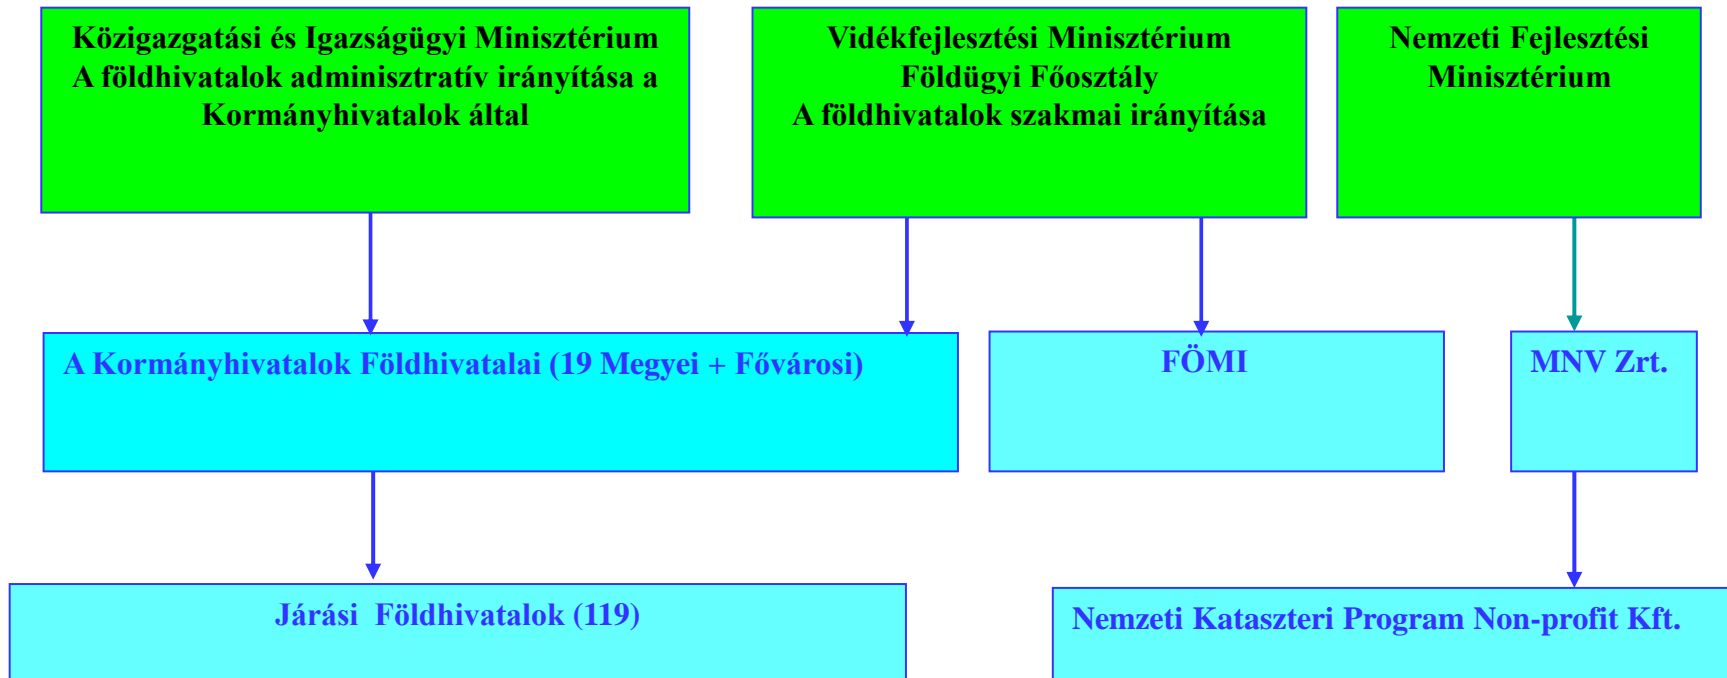 Közigazgatási és Igazságügyi Minisztérium
A földhivatalok adminisztratív irányítása a
Kormányhivatalok által
Vidékfejlesztési Minisztérium
Földügyi Főosztály
A földhivatalok szakmai irányítása
Nemzeti Fejlesztési
Minisztérium
A Kormányhivatalok Földhivatalai (19 Megyei + Fővárosi)
FÖMI
MNV Zrt.
Járási Földhivatalok (119)
Nemzeti Kataszteri Program Non-profit Kft.